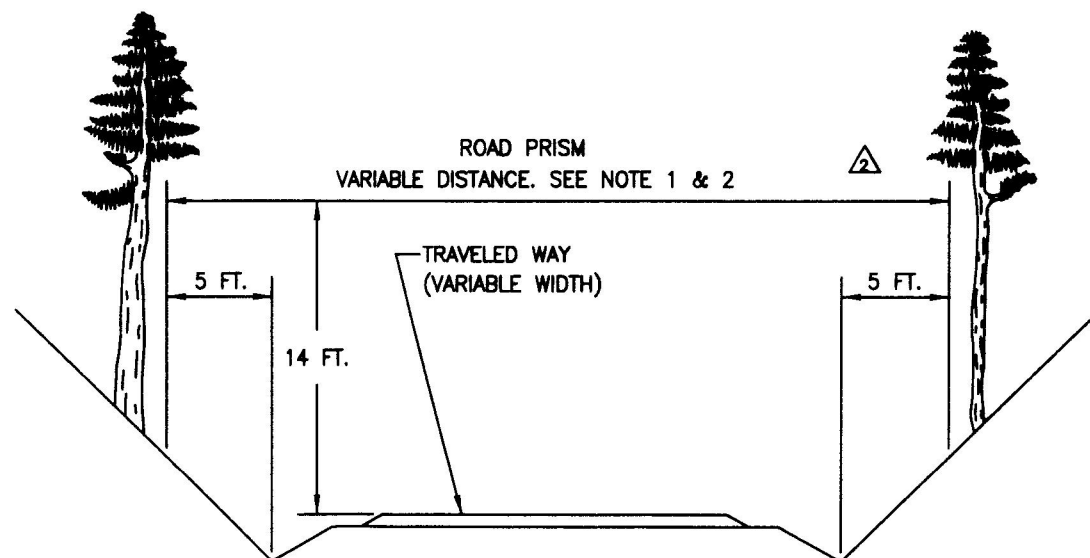 ROAD PRISM
VARIABLE DISTANCE. SEE NOTE 1 & 2
2
TRAVELED WAY
(VARIABLE WIDTH)
5 FT.
5 FT.
14 FT.